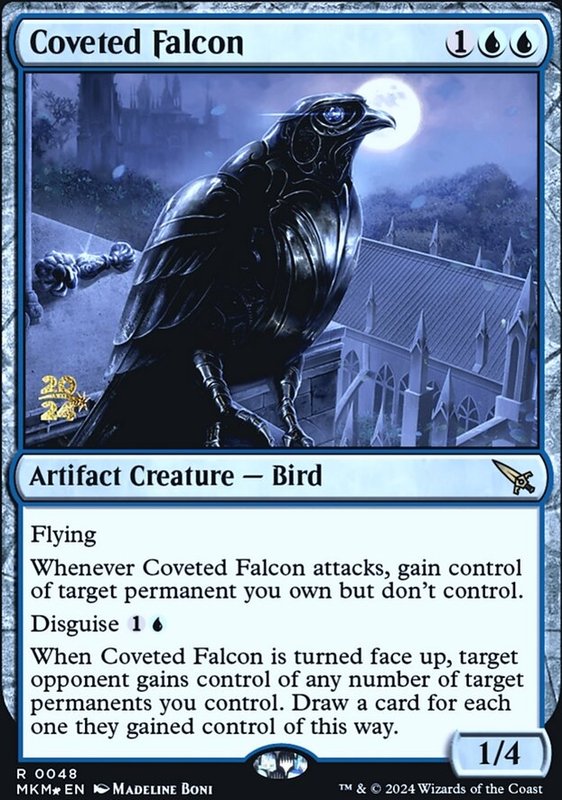 Coveted Falcon 1
2024
Artifact Creature — Bird
Flying
Whenever Coveted Falcon attacks, gain control
of target permanent you own but don't control.
Disguise 1
When Coveted Falcon is turned face up, target
opponent gains control of any number of target
permanents you control. Draw a card for each
one they gained control of this way.
1/4
R 0048
MKM★EN Madeline Boni ™ & © 2024 Wizards of the Coast